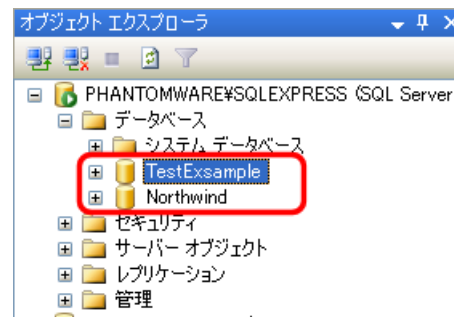 オブジェクト エクスプローラ
PHANTOMWARE¥SQLEXPRESS (SQL Server
データベース
システム データベース
TestExsample
Northwind
セキュリティ
サーバー オブジェクト
レプリケーション
管理